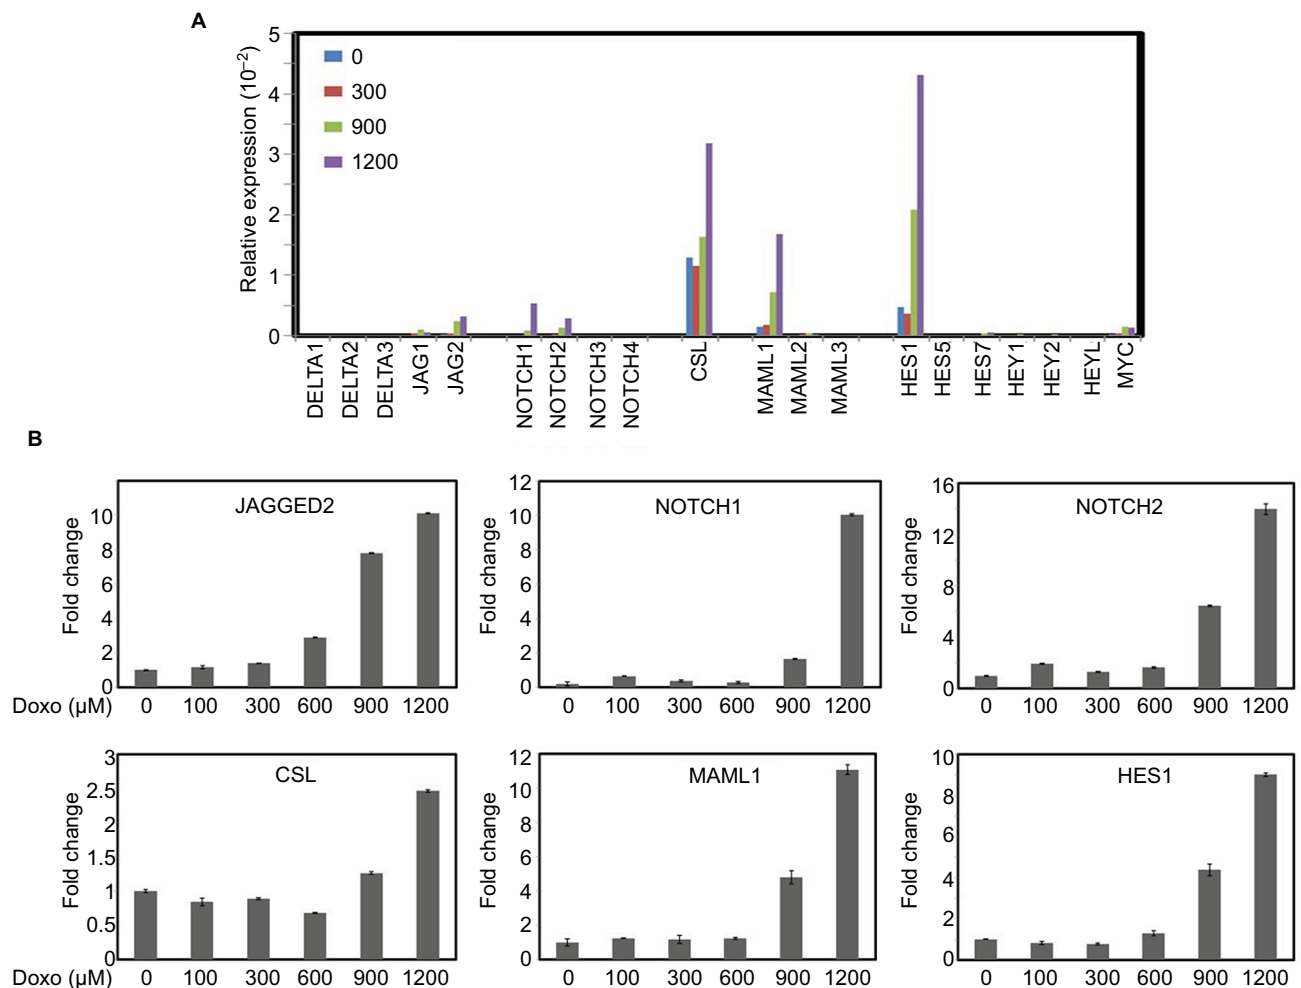 A
Relative expression (10⁻²)
5
4
3
2
1
0
0
300
900
1200
DELTA1 DELTA2 DELTA3 JAG1 JAG2 NOTCH1 NOTCH2 NOTCH3 NOTCH4 CSL MAML1 MAML2 MAML3 HES1 HES5 HES7 HEY1 HEY2 HEYL MYC
B
JAGGED2
Fold change
10
8
6
4
2
0
Doxo (µM) 0 100 300 600 900 1200
NOTCH1
Fold change
12
10
8
6
4
2
0
0 100 300 600 900 1200
NOTCH2
Fold change
16
12
8
4
0
0 100 300 600 900 1200
CSL
Fold change
3
2.5
2
1.5
1
0.5
0
Doxo (µM) 0 100 300 600 900 1200
MAML1
Fold change
12
10
8
6
4
2
0
0 100 300 600 900 1200
HES1
Fold change
10
8
6
4
2
0
0 100 300 600 900 1200